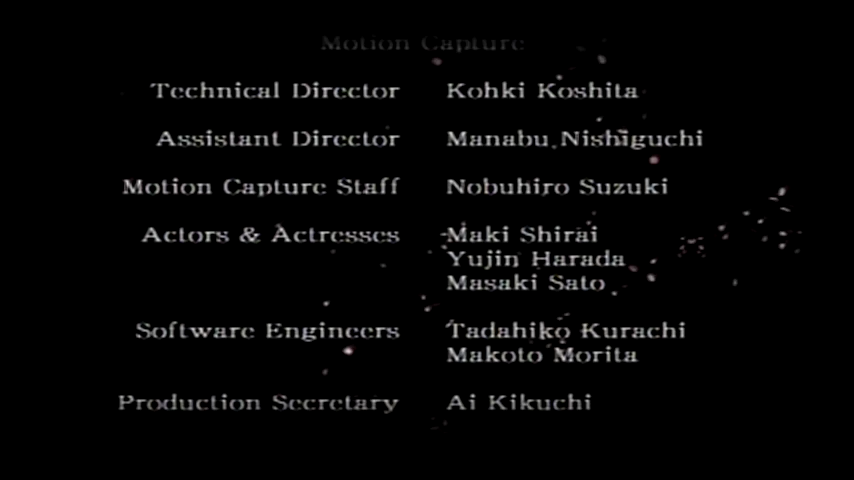 Motion Capture
Technical Director Kohki Koshita
Assistant Director Manabu Nishiguchi
Motion Capture Staff Nobuhiro Suzuki
Actors & Actresses Maki Shirai
Yujin Harada
Masaki Sato
Software Engineers Tadahiko Kurachi
Makoto Morita
Production Secretary Ai Kikuchi